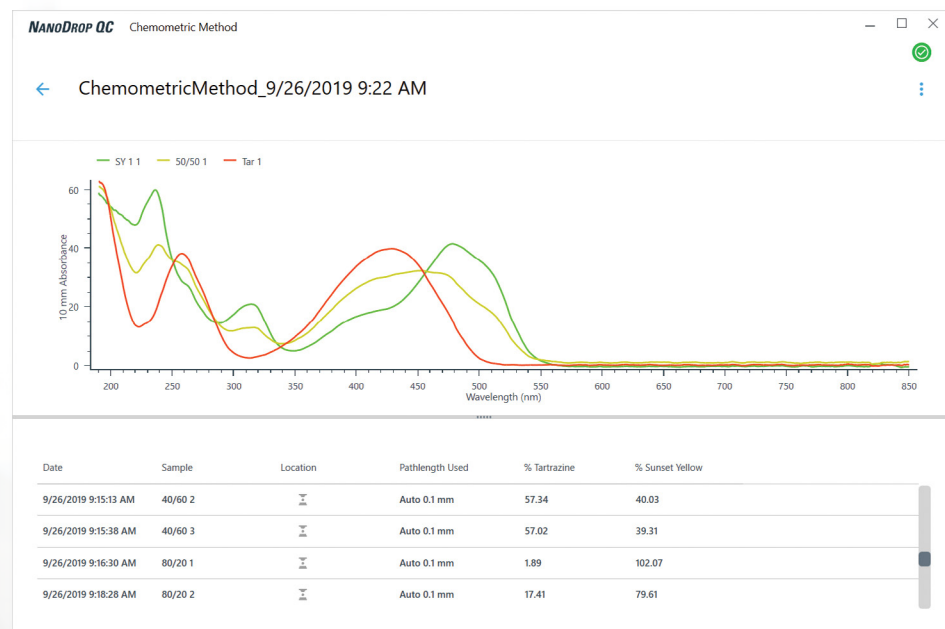 NANODROP QC Chemometric Method
ChemometricMethod_9/26/2019 9:22 AM
SY 1 1 50/50 1 Tar 1
10 mm Absorbance
60
40
20
0
200 250 300 350 400 450 500 550 600 650 700 750 800 850
Wavelength (nm)
Date Sample Location Pathlength Used % Tartrazine % Sunset Yellow
9/26/2019 9:15:13 AM 40/60 2 Auto 0.1 mm 57.34 40.03
9/26/2019 9:15:38 AM 40/60 3 Auto 0.1 mm 57.02 39.31
9/26/2019 9:16:30 AM 80/20 1 Auto 0.1 mm 1.89 102.07
9/26/2019 9:18:28 AM 80/20 2 Auto 0.1 mm 17.41 79.61